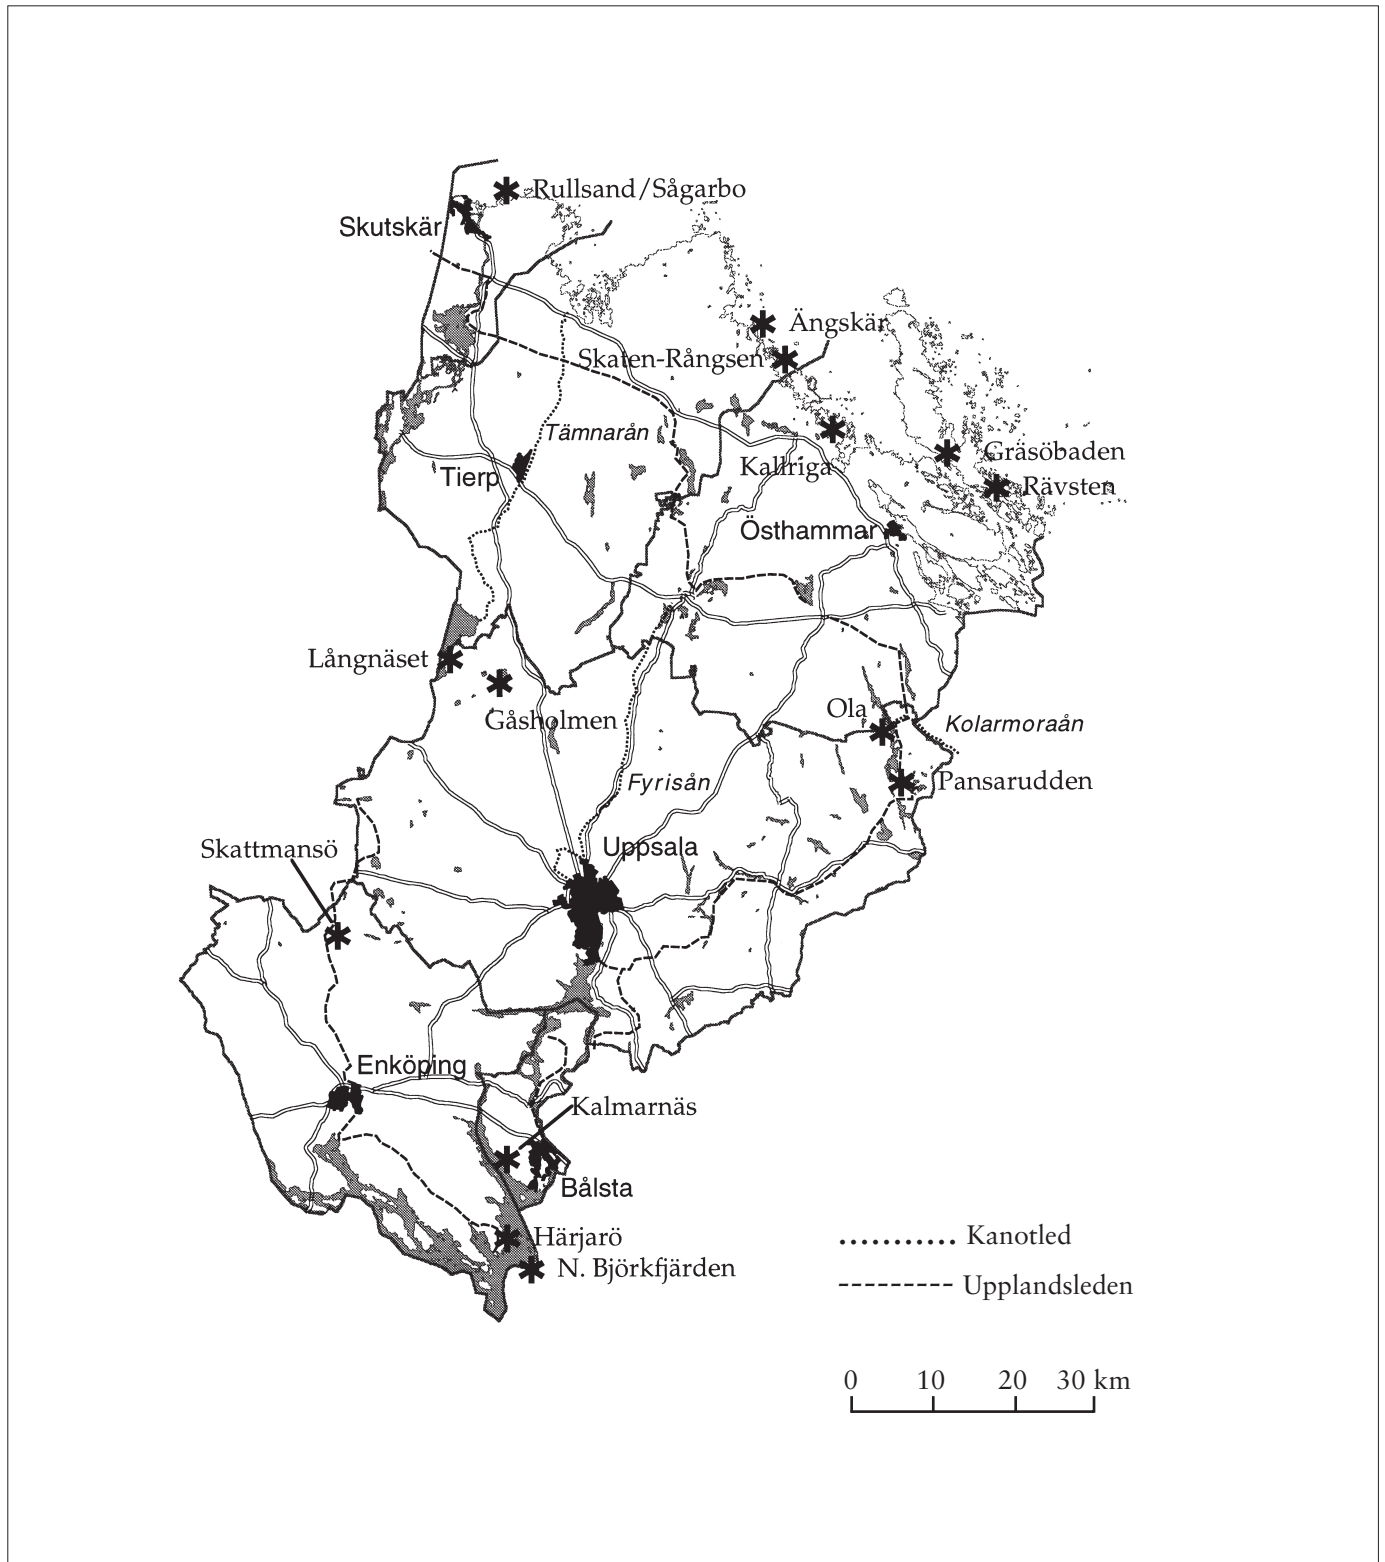 Rullsand/Sågarbo
Skutskär
Ängskär
Skaten-Rångsen
Tämnarån
Gräsöbaden
Kallriga
Tierp
Rävsten
Östhammar
Långnäset
Ola
Gåsholmen
Kolarmoraån
Fyrisån
Pansarudden
Uppsala
Skattmansö
Enköping
Kalmarnäs
Bålsta
Härjarö
Kanotled
N. Björkfjärden
Upplandsleden
0 10 20 30 km